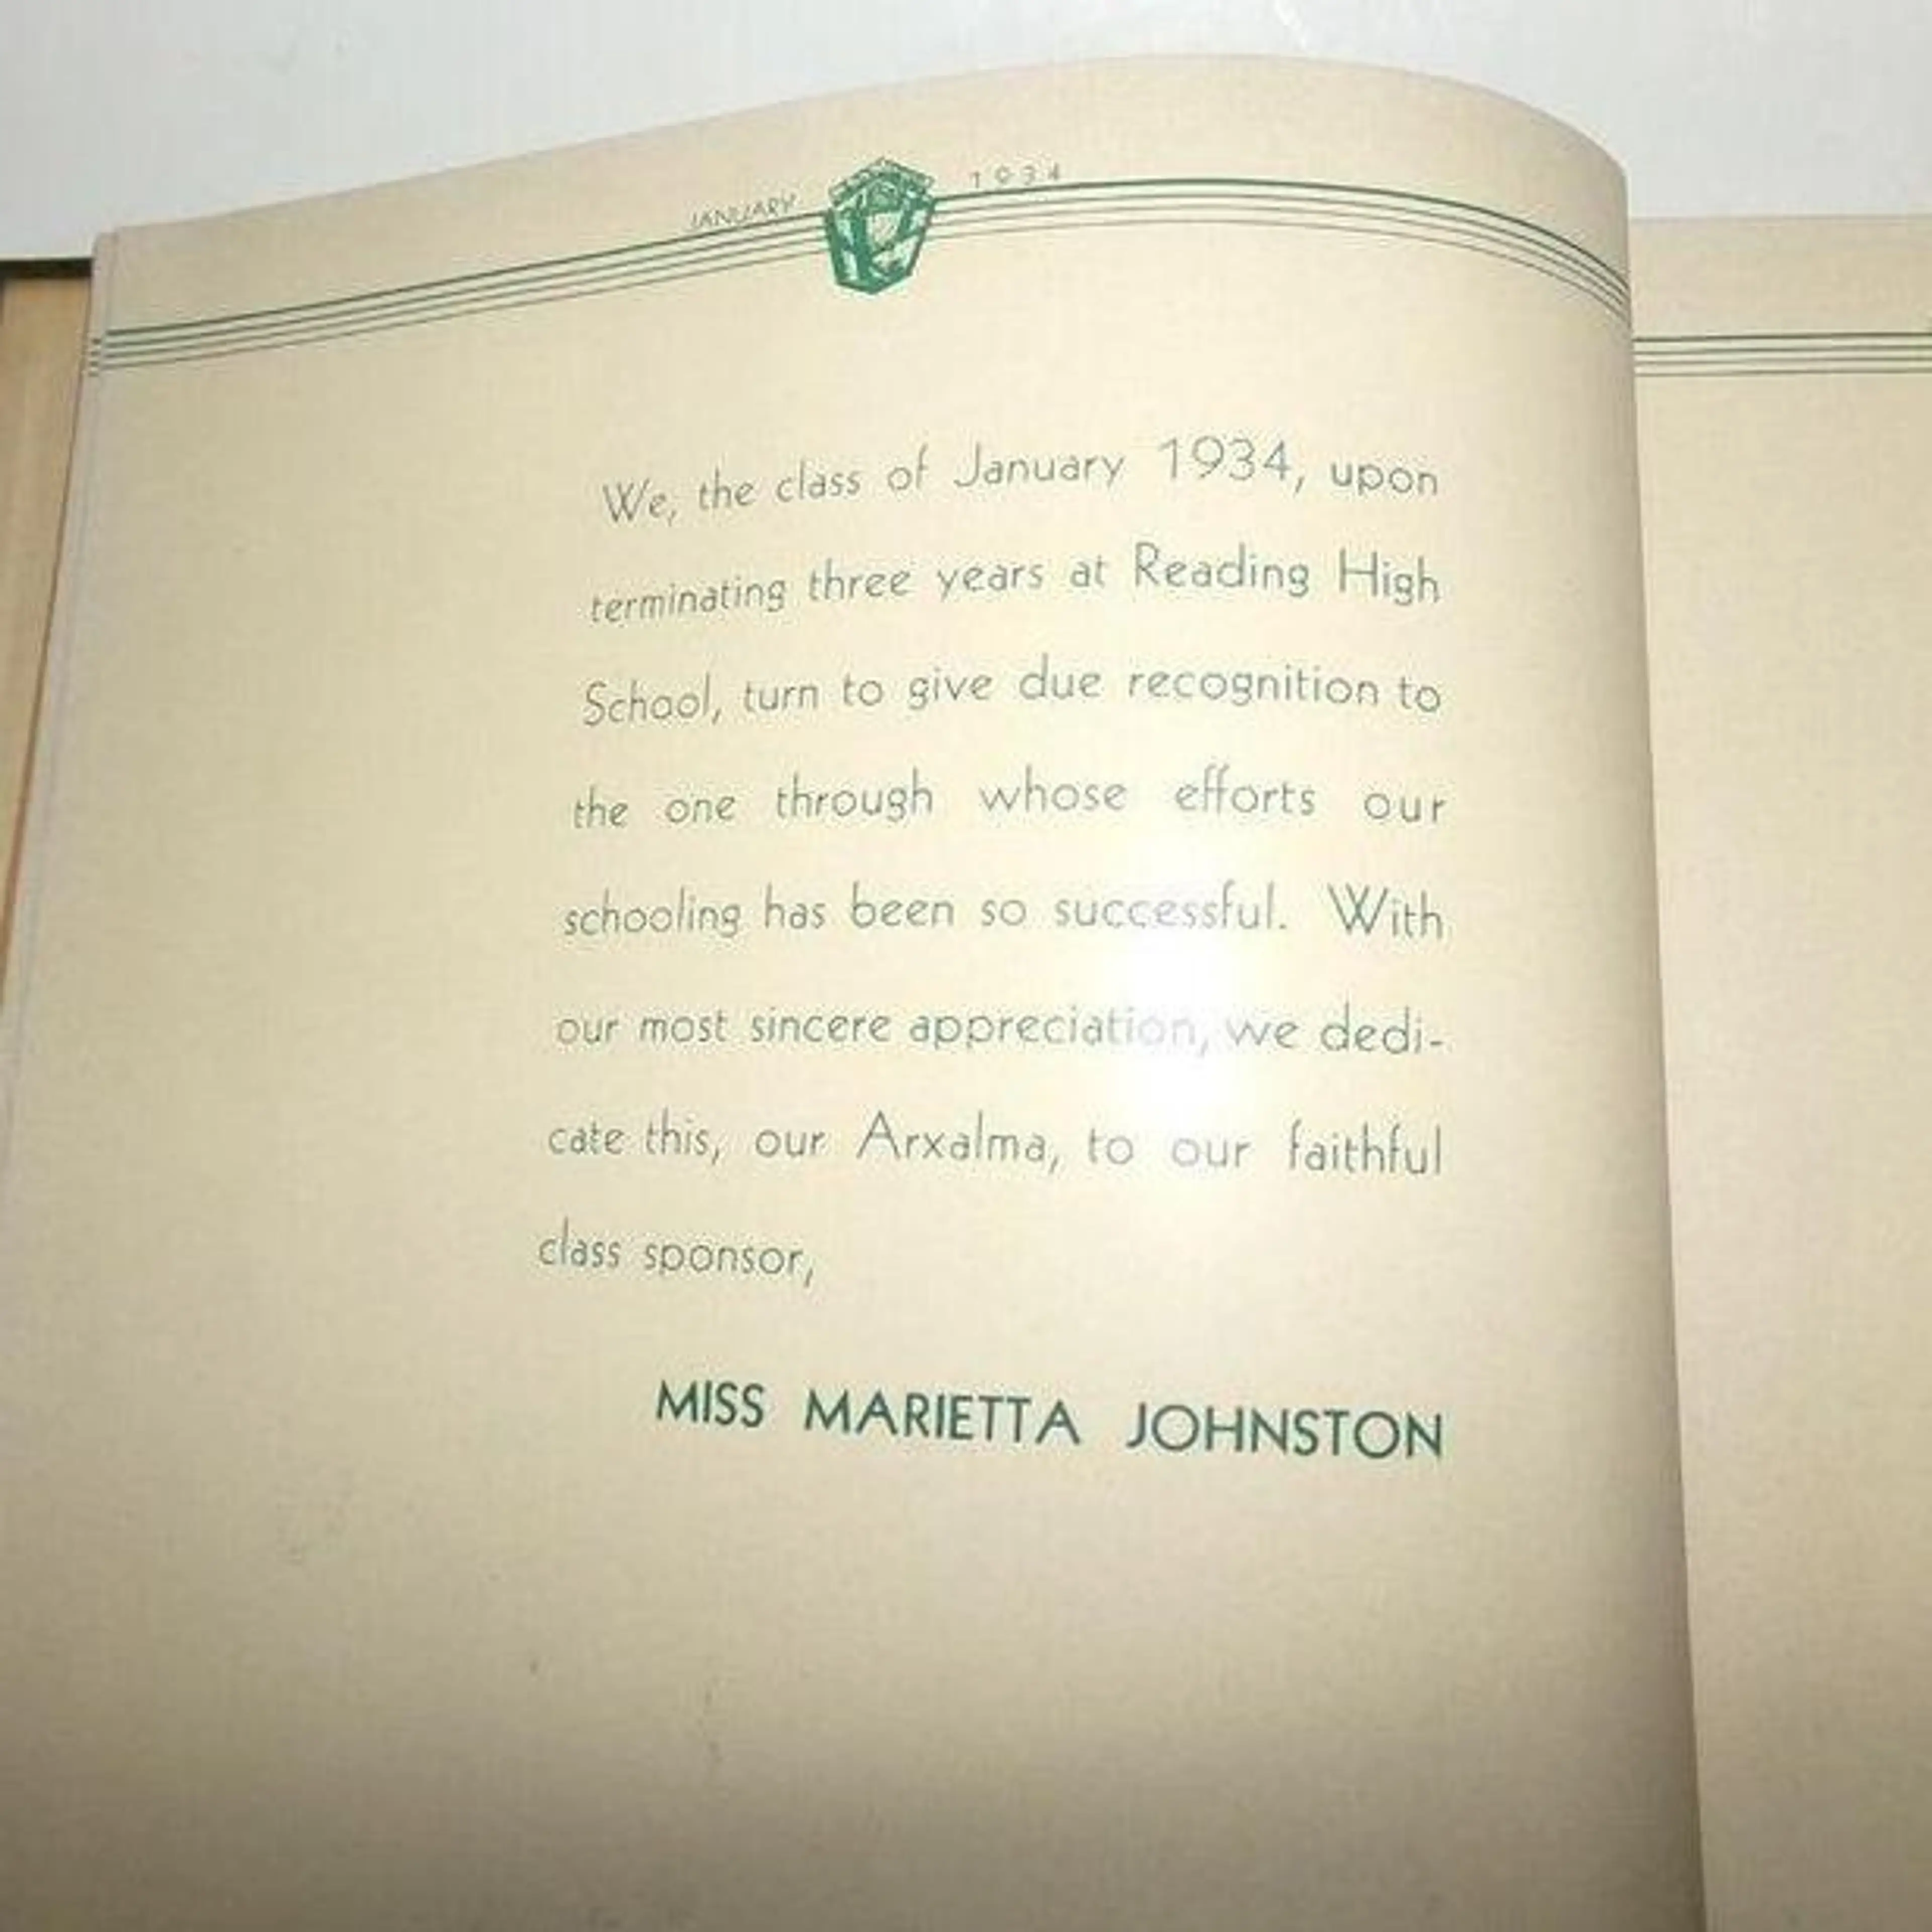 JANUARY 1934
We, the class of January 1934, upon
terminating three years at Reading High
School, turn to give due recognition to
the one through whose efforts our
schooling has been so successful. With
our most sincere appreciation, we dedi-
cate this, our Arxalma, to our faithful
class sponsor,
MISS MARIETTA JOHNSTON